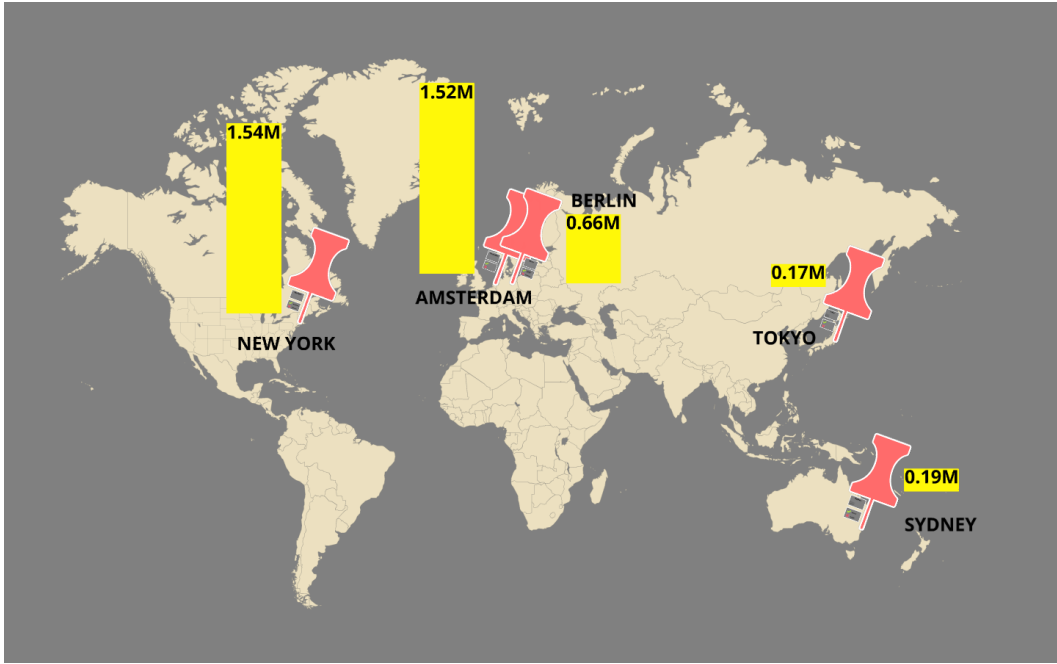 1.52M
1.54M
BERLIN
0.66M
0.17M
AMSTERDAM
TOKYO
NEW YORK
0.19M
SYDNEY